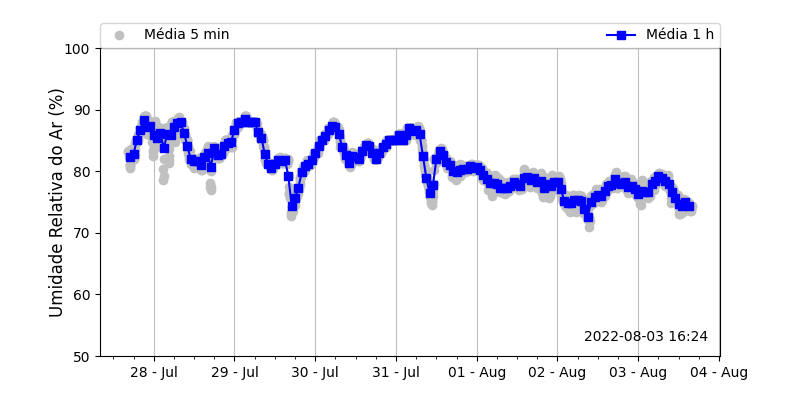 Média 5 min
Média 1 h
Umidade Relativa do Ar (%)
100
90
80
70
60
50
2022-08-03 16:24
28 - Jul
29 - Jul
30 - Jul
31 - Jul
01 - Aug
02 - Aug
03 - Aug
04 - Aug